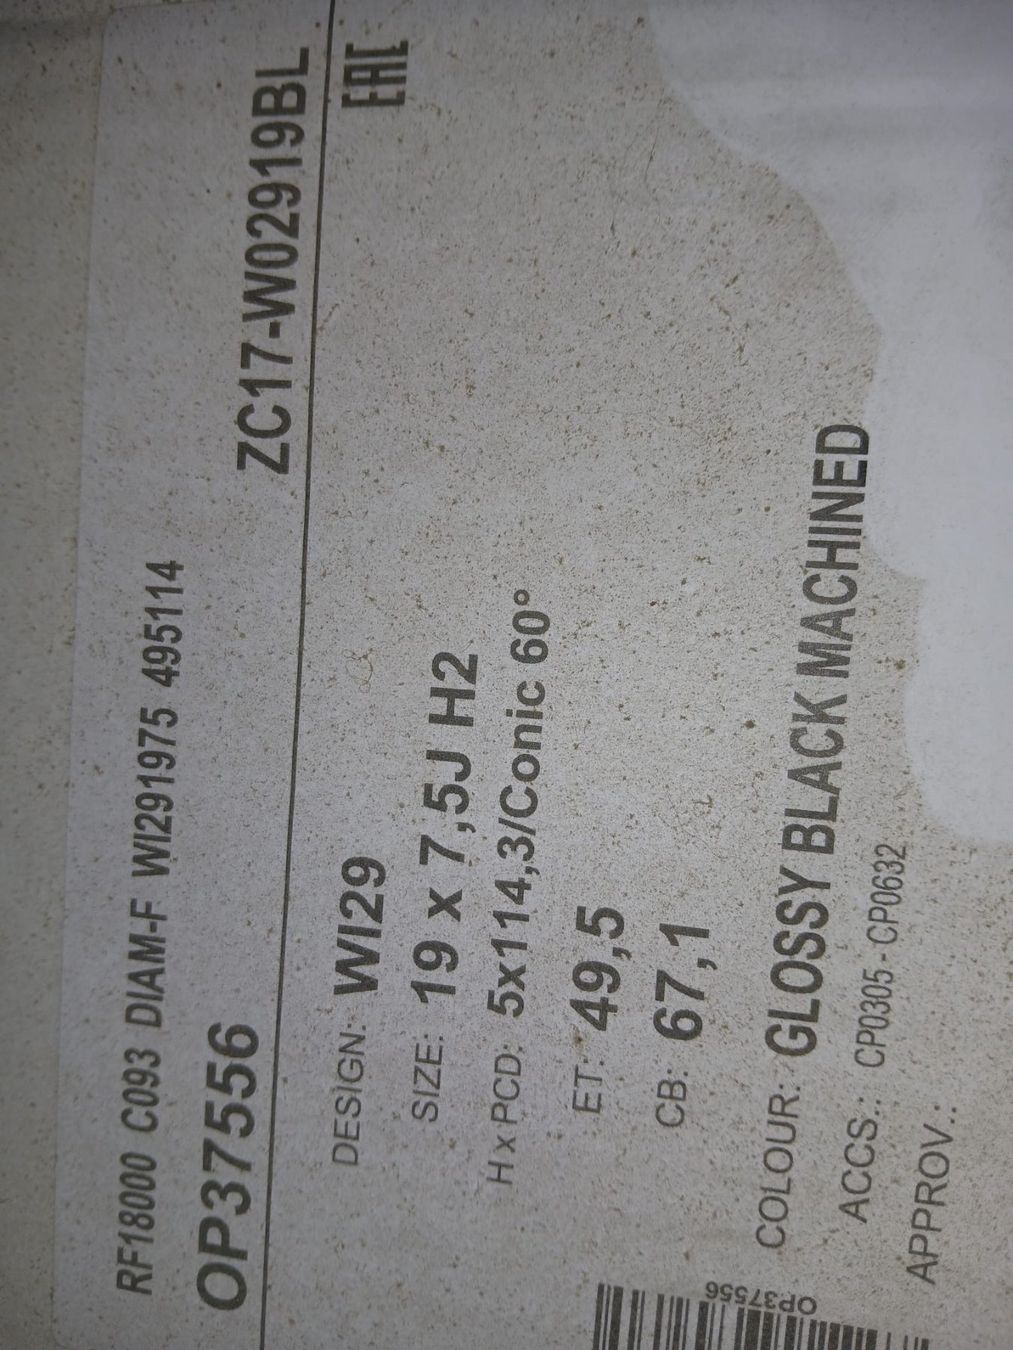 RF18000 C093 DIAM-F WI291975 495114
OP37556
ZC17-W02919BL
EAC
DESIGN: WI29
SIZE: 19 x 7,5J H2
H x PCD: 5x114,3/Conic 60°
ET: 49,5
CB: 67,1
COLOUR: GLOSSY BLACK MACHINED
ACCS.: CP0305 - CP0632
APPROV.:
OP37556